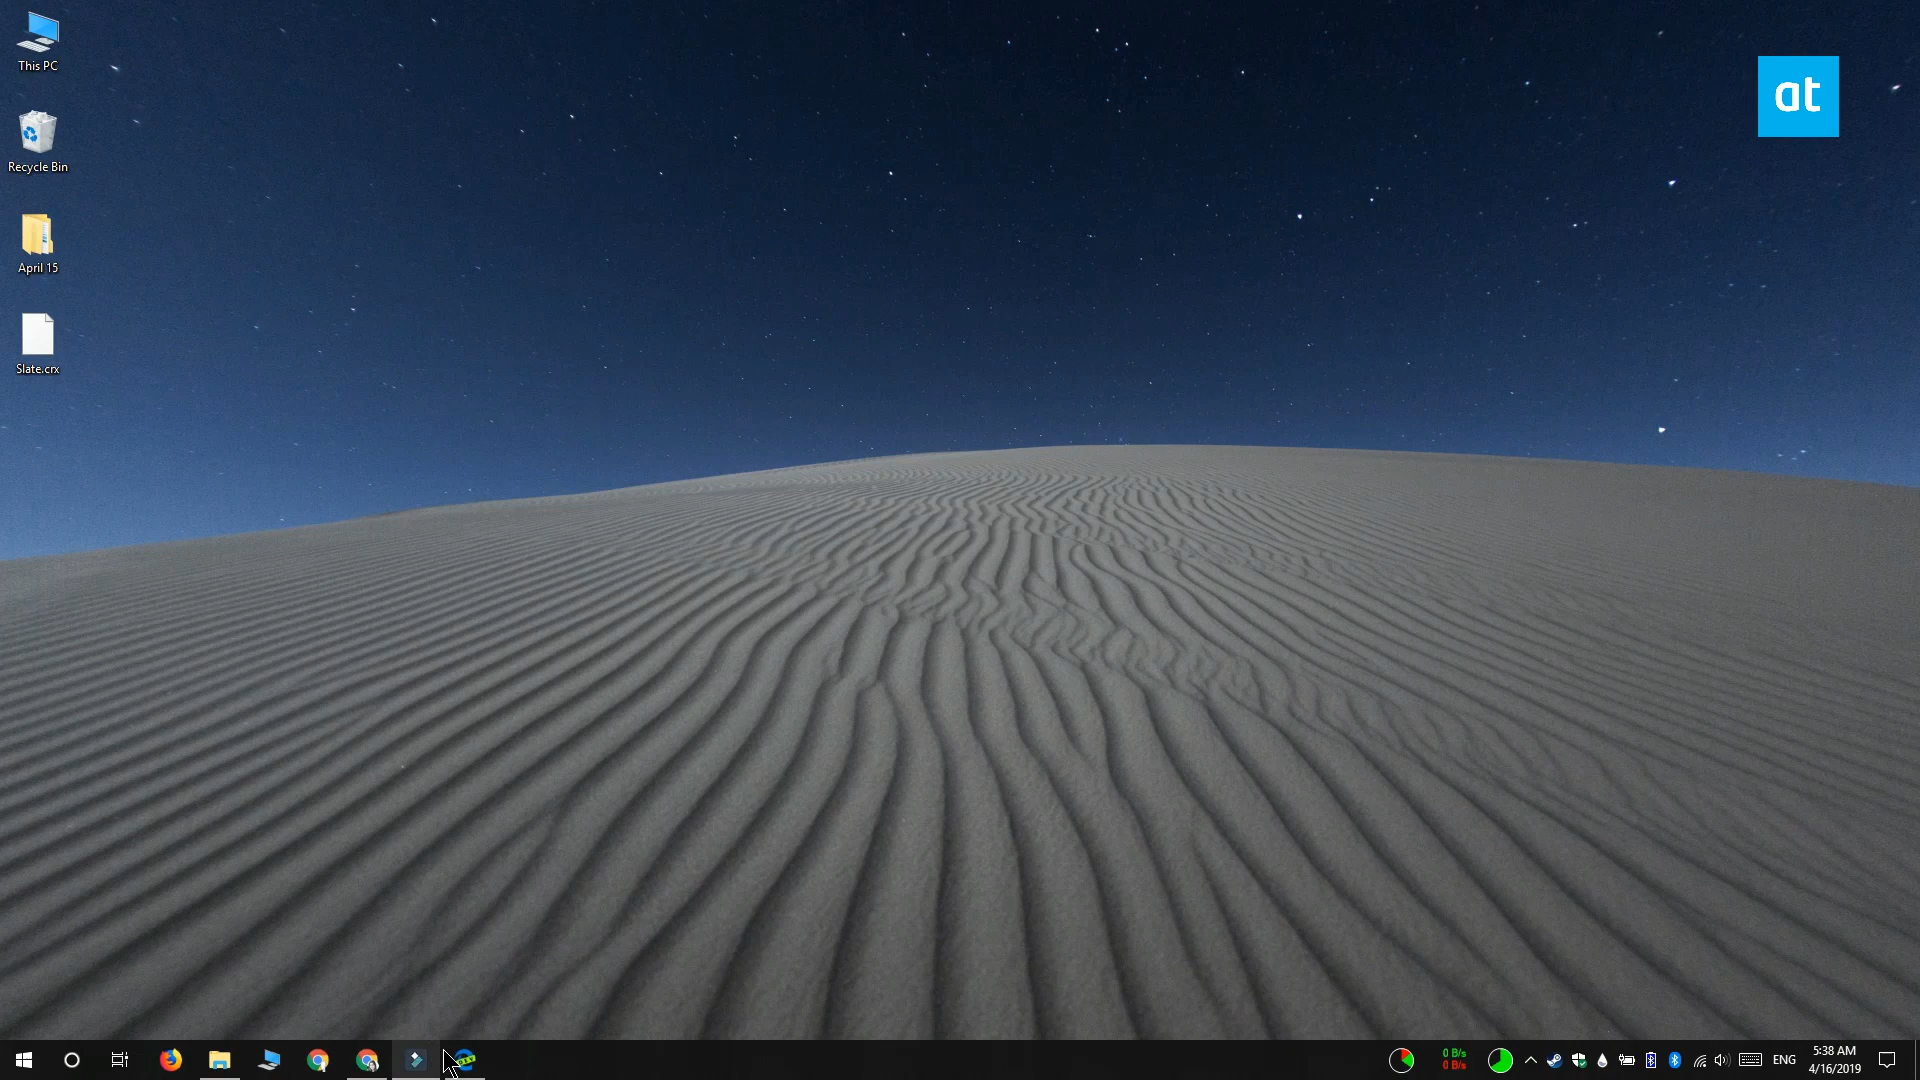 This PC
at
Recycle Bin
April 15
Slate.crx
0 B/s
0 B/s
ENG
5:38 AM
4/16/2019